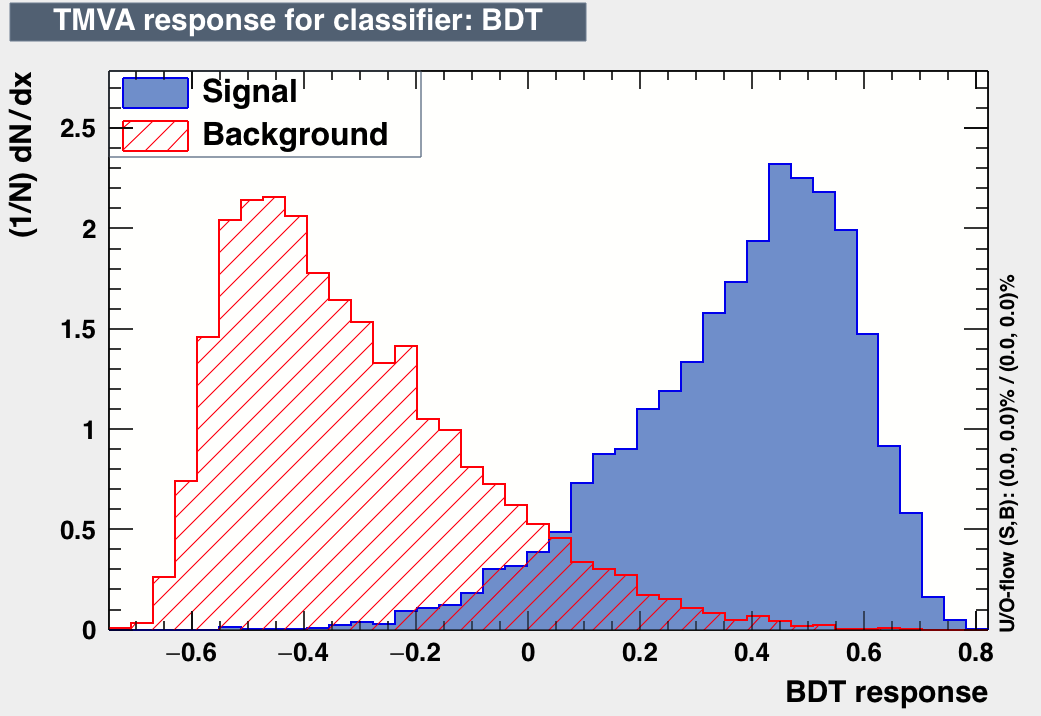 TMVA response for classifier: BDT
(1/N) dN/dx
Signal
Background
2.5
2
1.5
1
0.5
0
−0.6 −0.4 −0.2 0 0.2 0.4 0.6 0.8
BDT response
U/O-flow (S,B): (0.0, 0.0)% / (0.0, 0.0)%